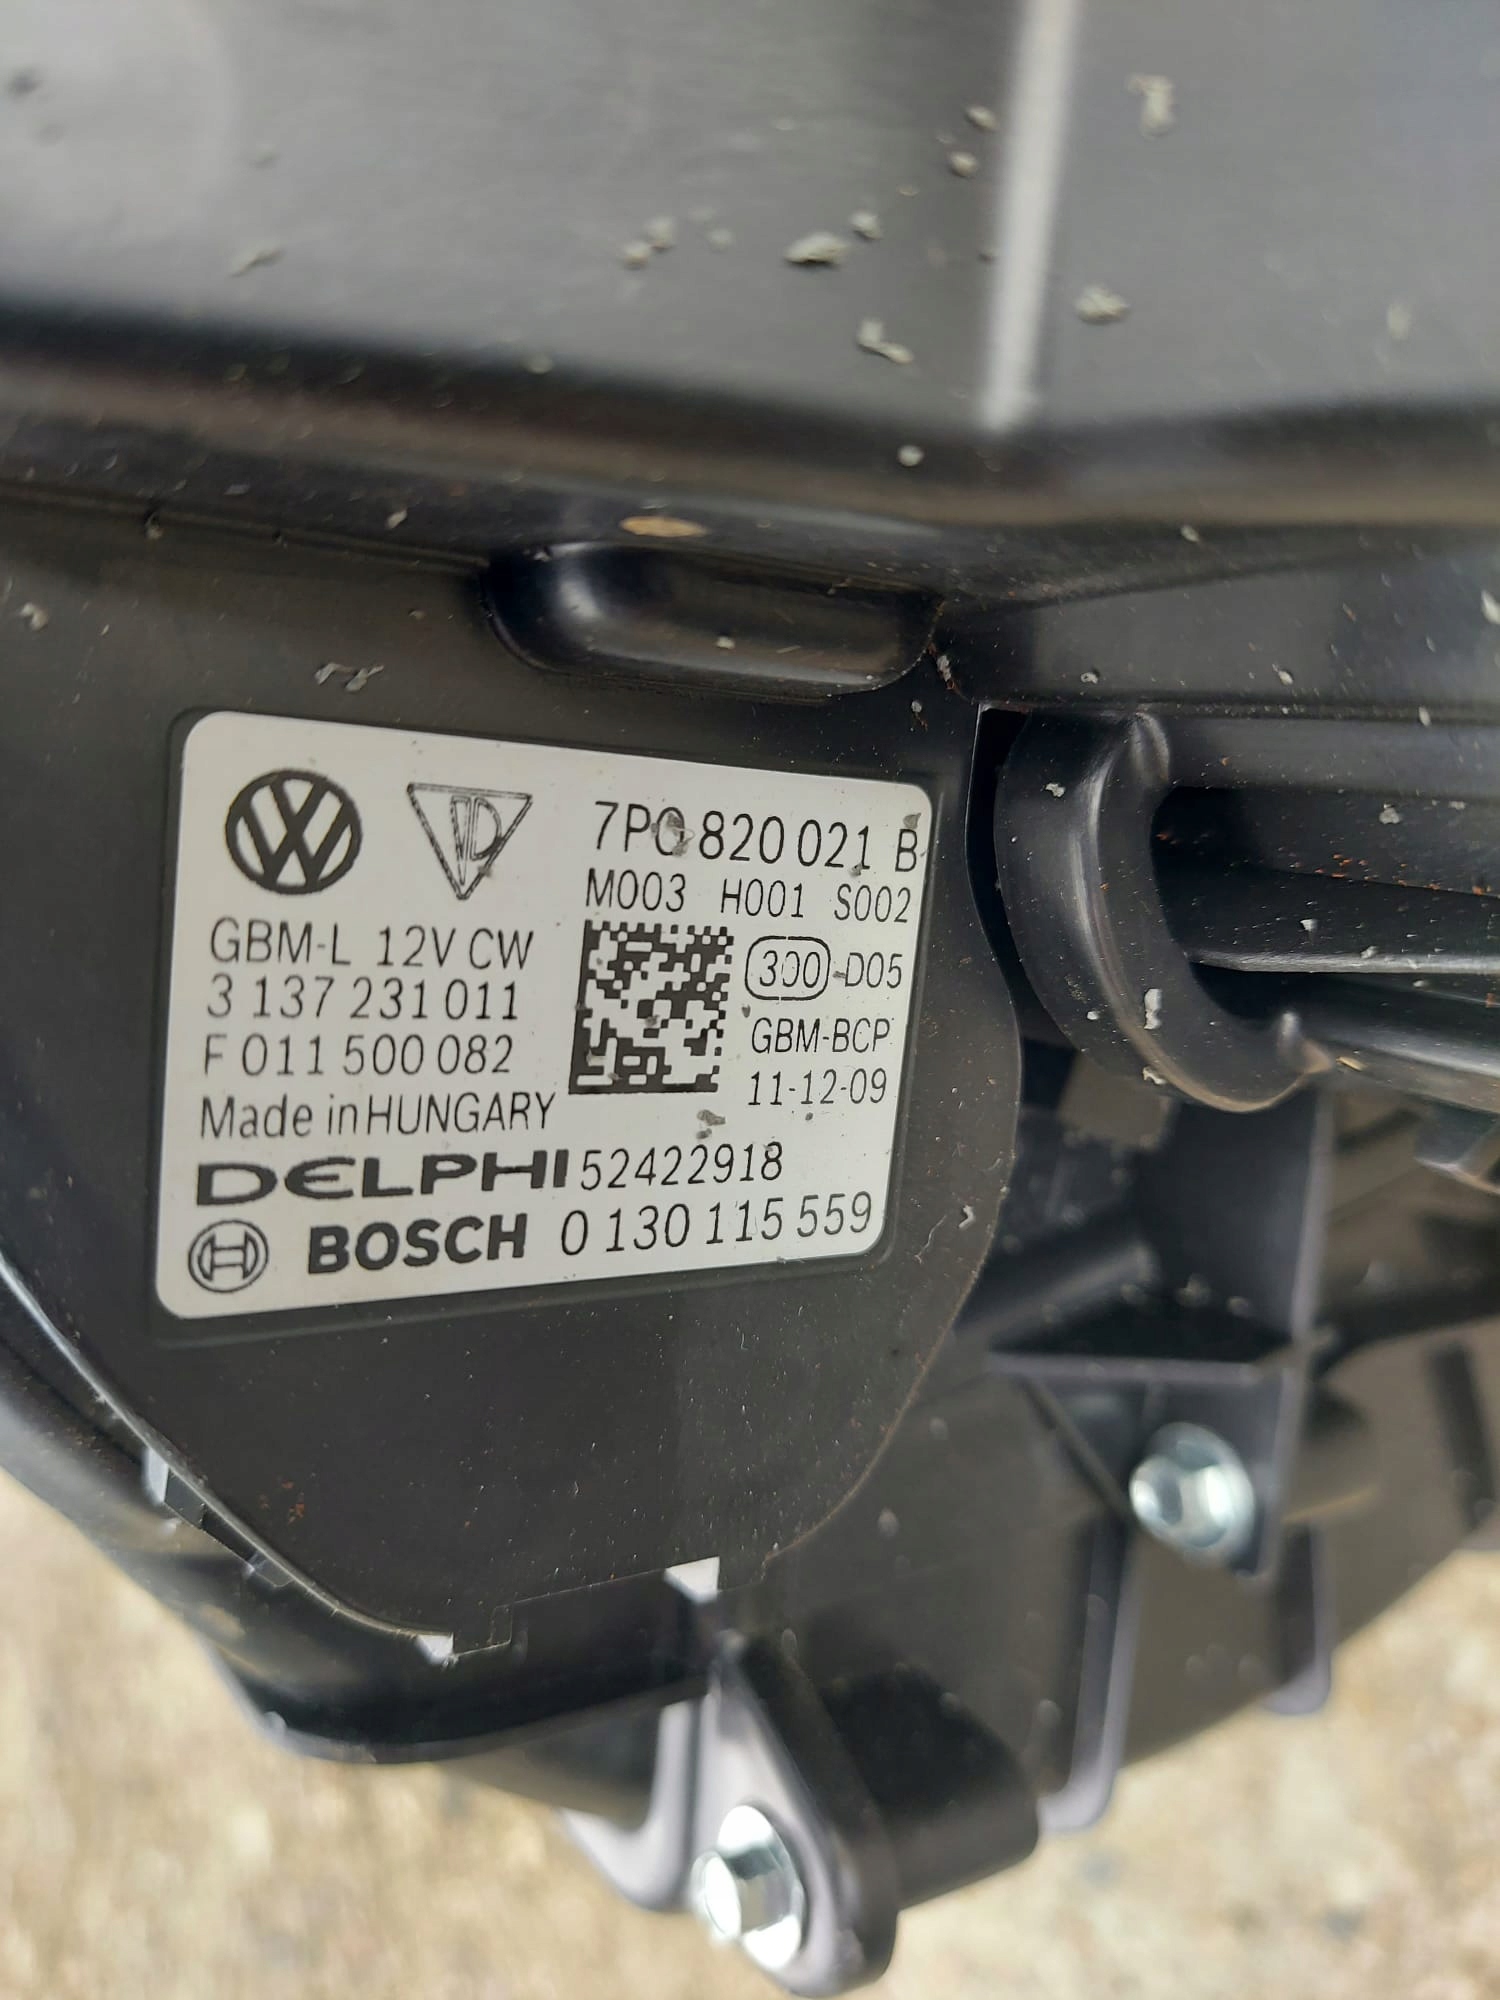 7P0 820 021 B
M003 H001 S002
GBM-L 12V CW
3 137 231 011
F 011 500 082
Made in HUNGARY
300-D05
GBM-BCP
11-12-09
DELPHI 52422918
BOSCH 0 130 115 559